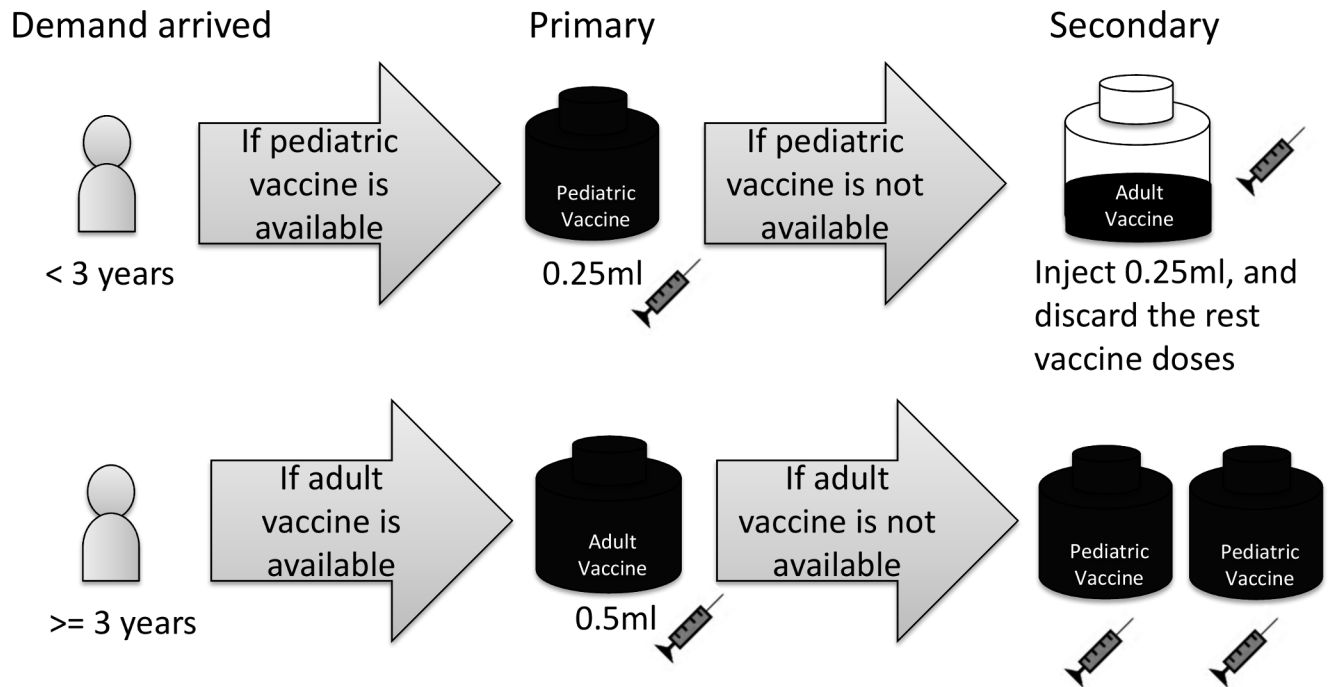 Demand arrived
Primary
Secondary
If pediatric
vaccine is
available
Pediatric
Vaccine
If pediatric
vaccine is not
available
Adult
Vaccine
< 3 years
0.25ml
Inject 0.25ml, and
discard the rest
vaccine doses
If adult
vaccine is
available
Adult
Vaccine
If adult
vaccine is not
available
Pediatric
Vaccine
Pediatric
Vaccine
>= 3 years
0.5ml